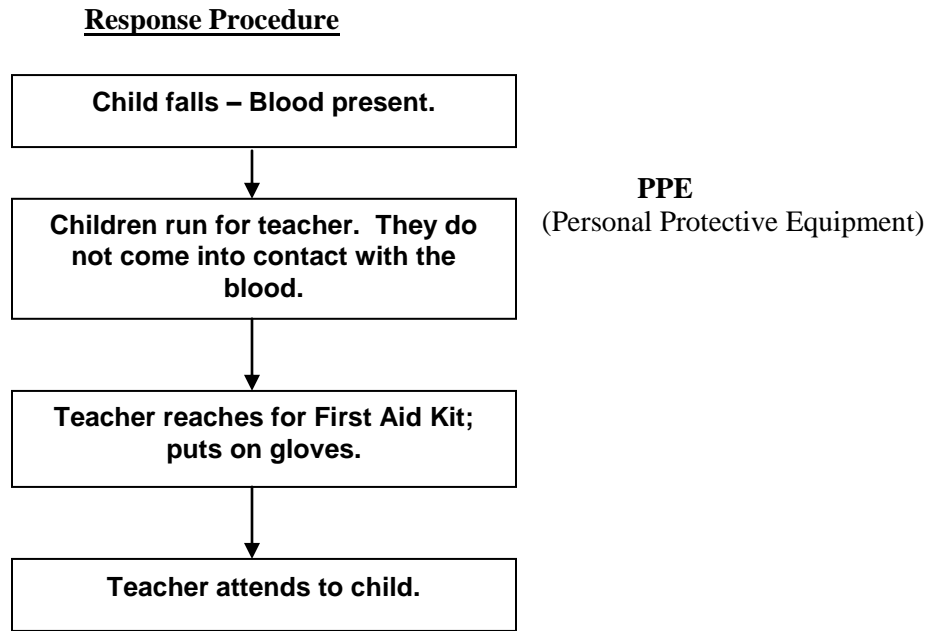 Response Procedure
Child falls – Blood present.
PPE
(Personal Protective Equipment)
Children run for teacher. They do
not come into contact with the
blood.
Teacher reaches for First Aid Kit;
puts on gloves.
Teacher attends to child.